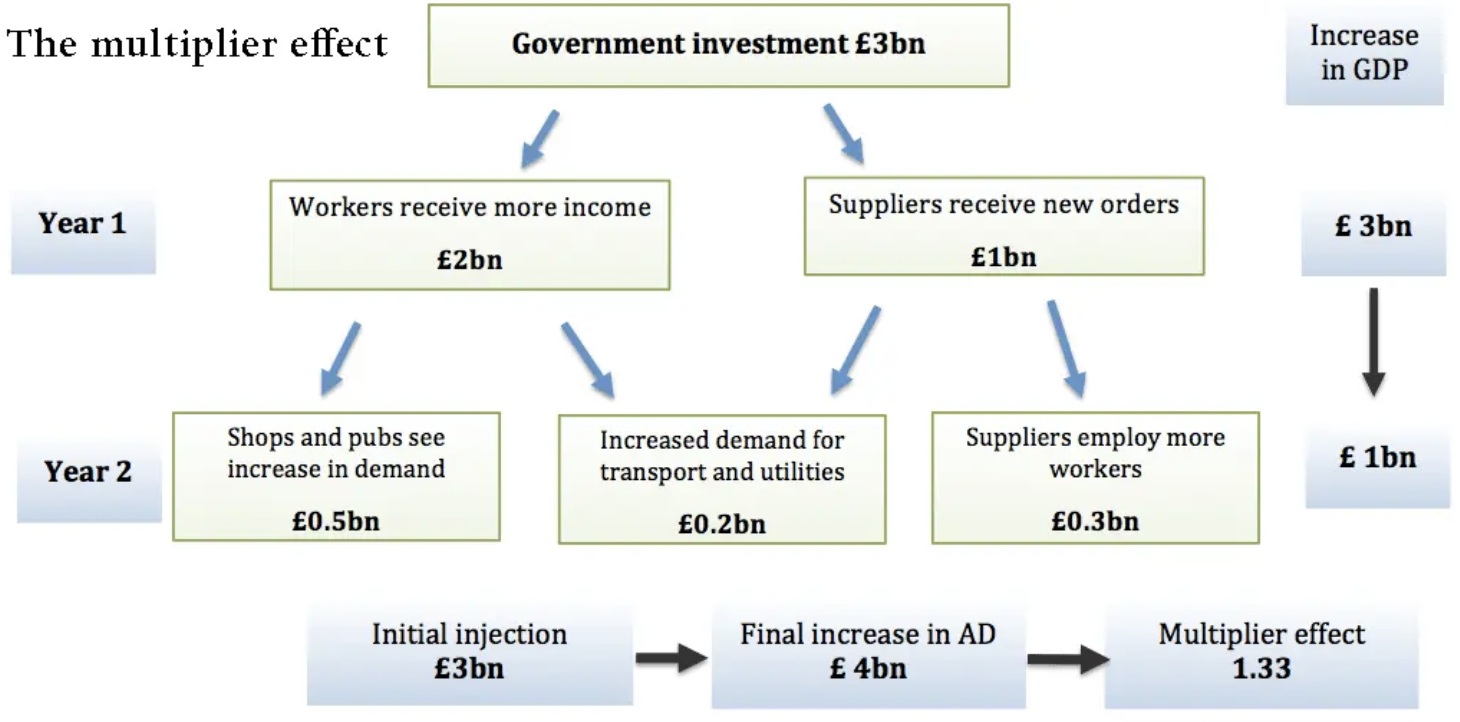 The multiplier effect
Government investment £3bn
Increase
in GDP
Year 1
Workers receive more income
£2bn
Suppliers receive new orders
£1bn
£ 3bn
Year 2
Shops and pubs see
increase in demand
£0.5bn
Increased demand for
transport and utilities
£0.2bn
Suppliers employ more
workers
£0.3bn
£ 1bn
Initial injection
£3bn
Final increase in AD
£ 4bn
Multiplier effect
1.33